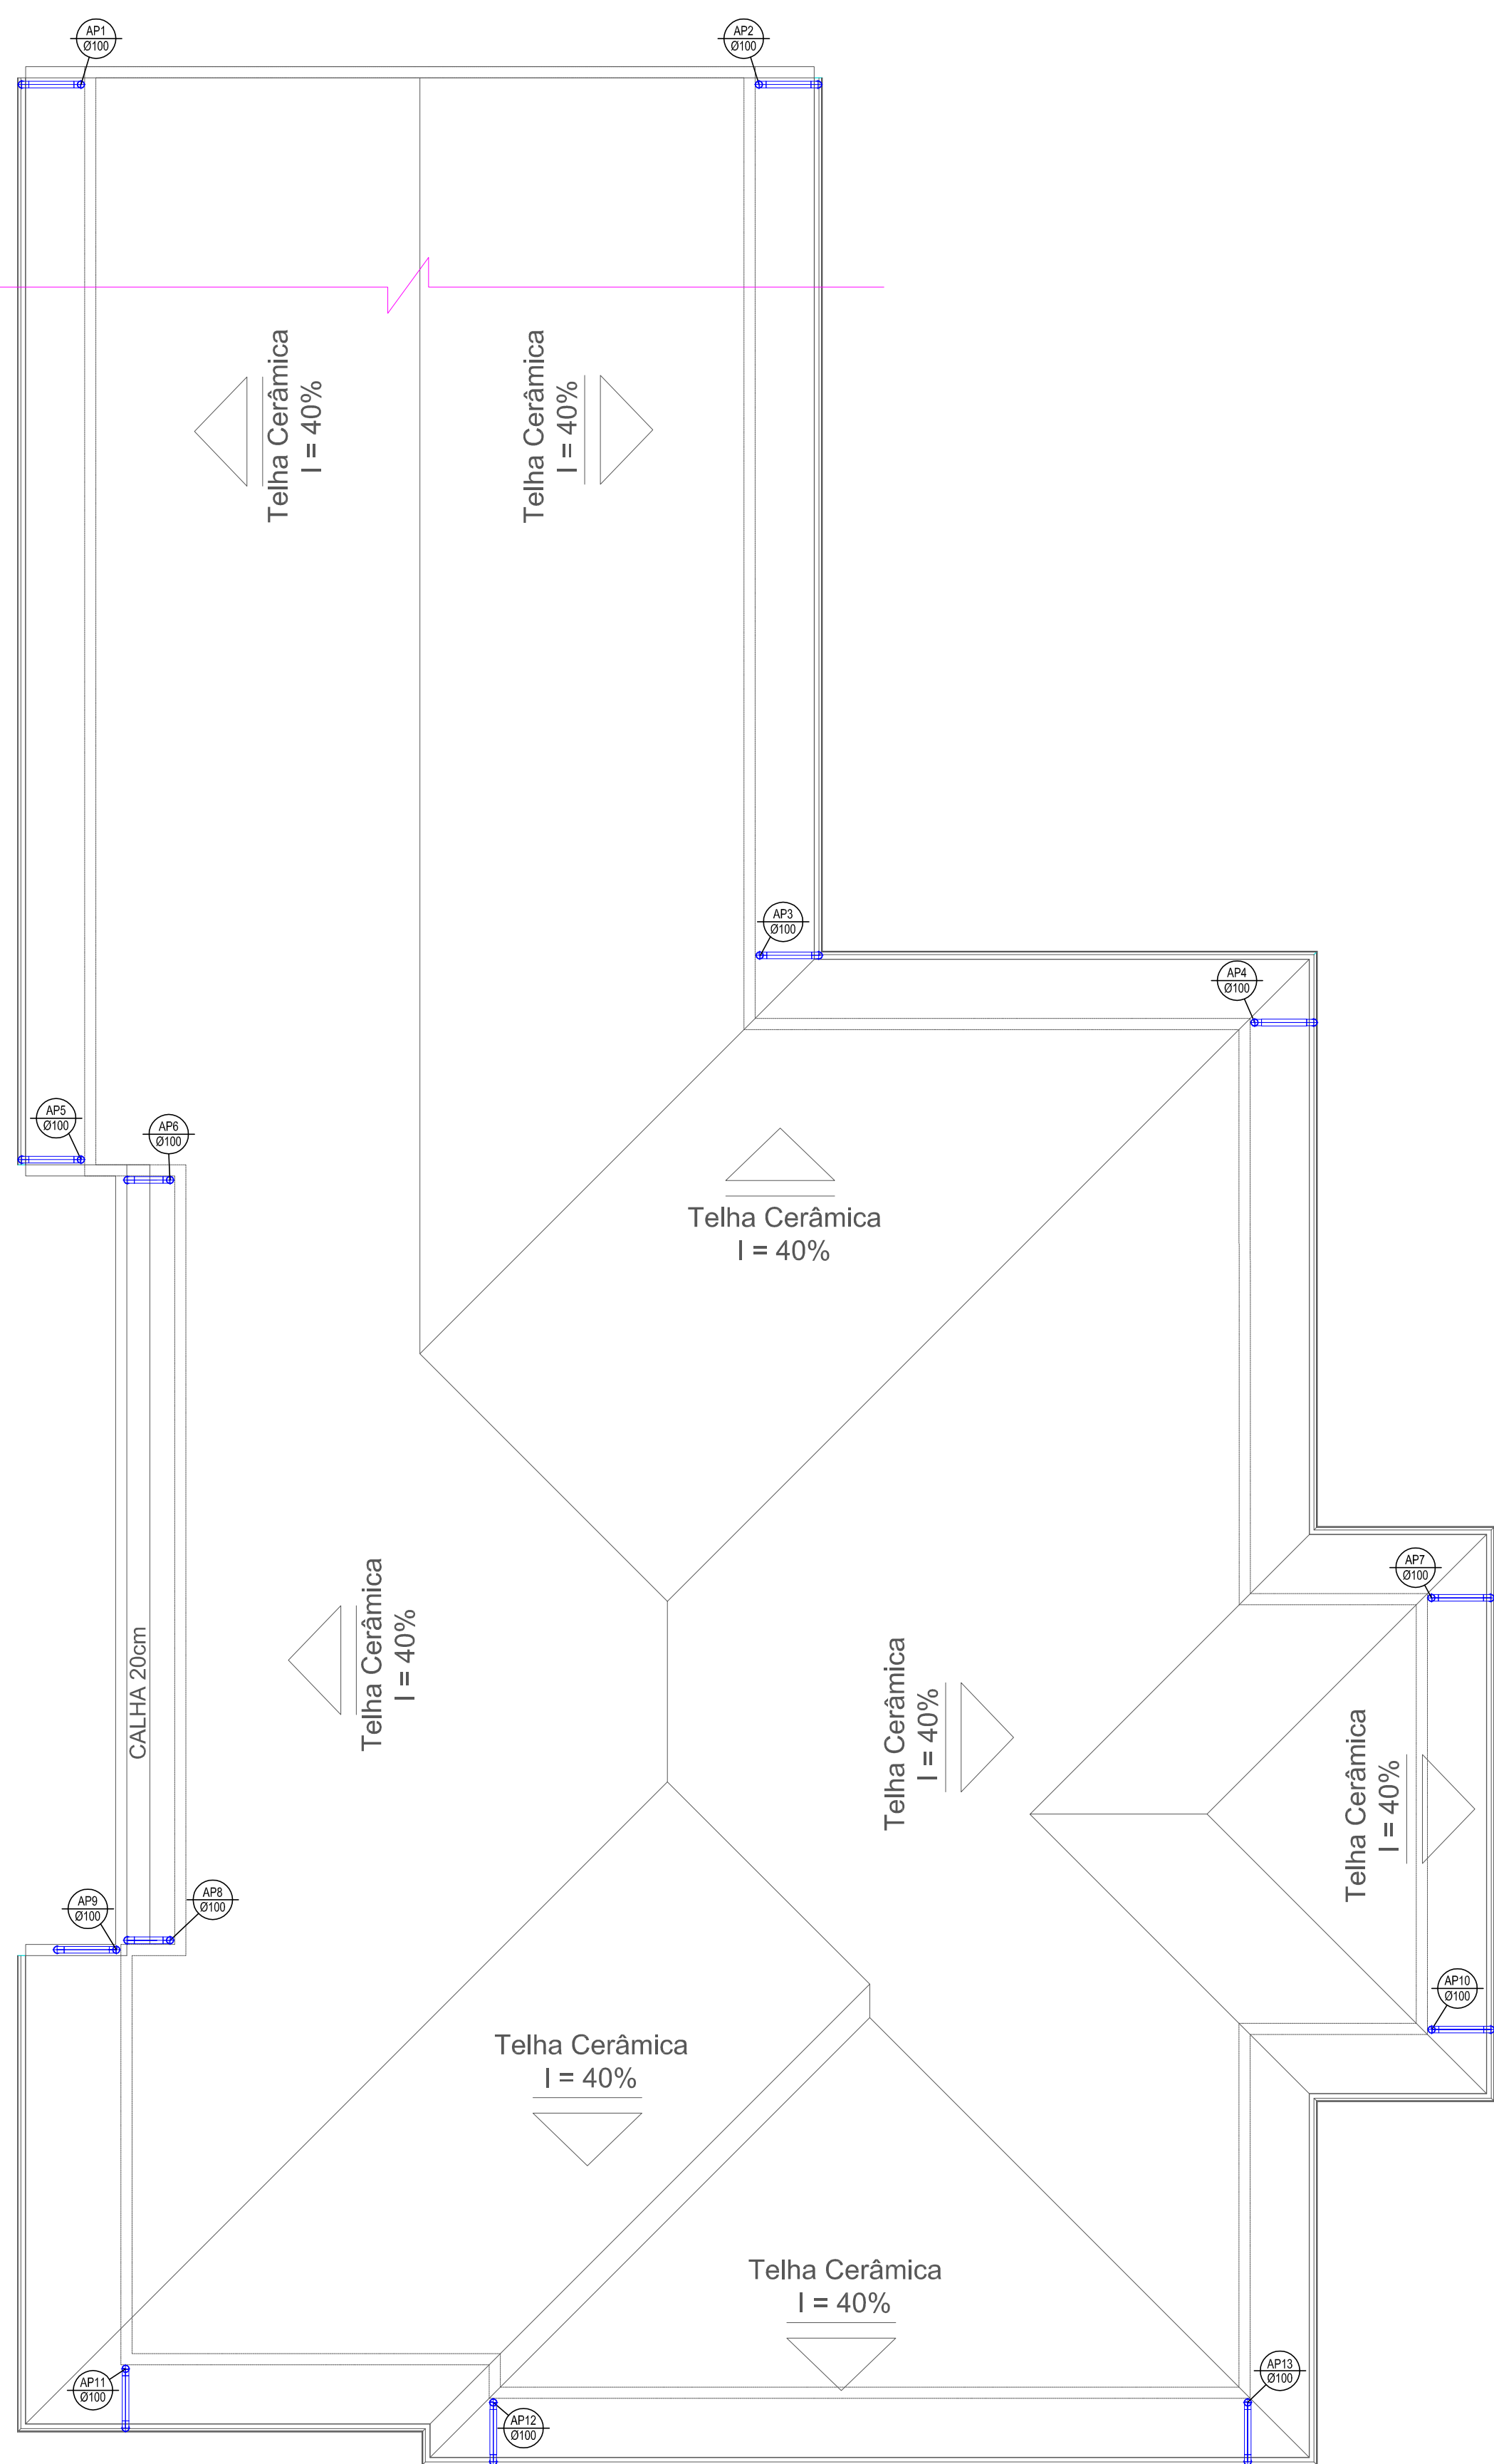 AP1
Ø100
AP2
Ø100
Telha Cerâmica
I = 40%
Telha Cerâmica
I = 40%
AP3
Ø100
AP4
Ø100
AP5
Ø100
AP6
Ø100
Telha Cerâmica
I = 40%
AP7
Ø100
CALHA 20cm
Telha Cerâmica
I = 40%
Telha Cerâmica
I = 40%
Telha Cerâmica
I = 40%
AP9
Ø100
AP8
Ø100
AP10
Ø100
Telha Cerâmica
I = 40%
Telha Cerâmica
I = 40%
AP11
Ø100
AP12
Ø100
AP13
Ø100